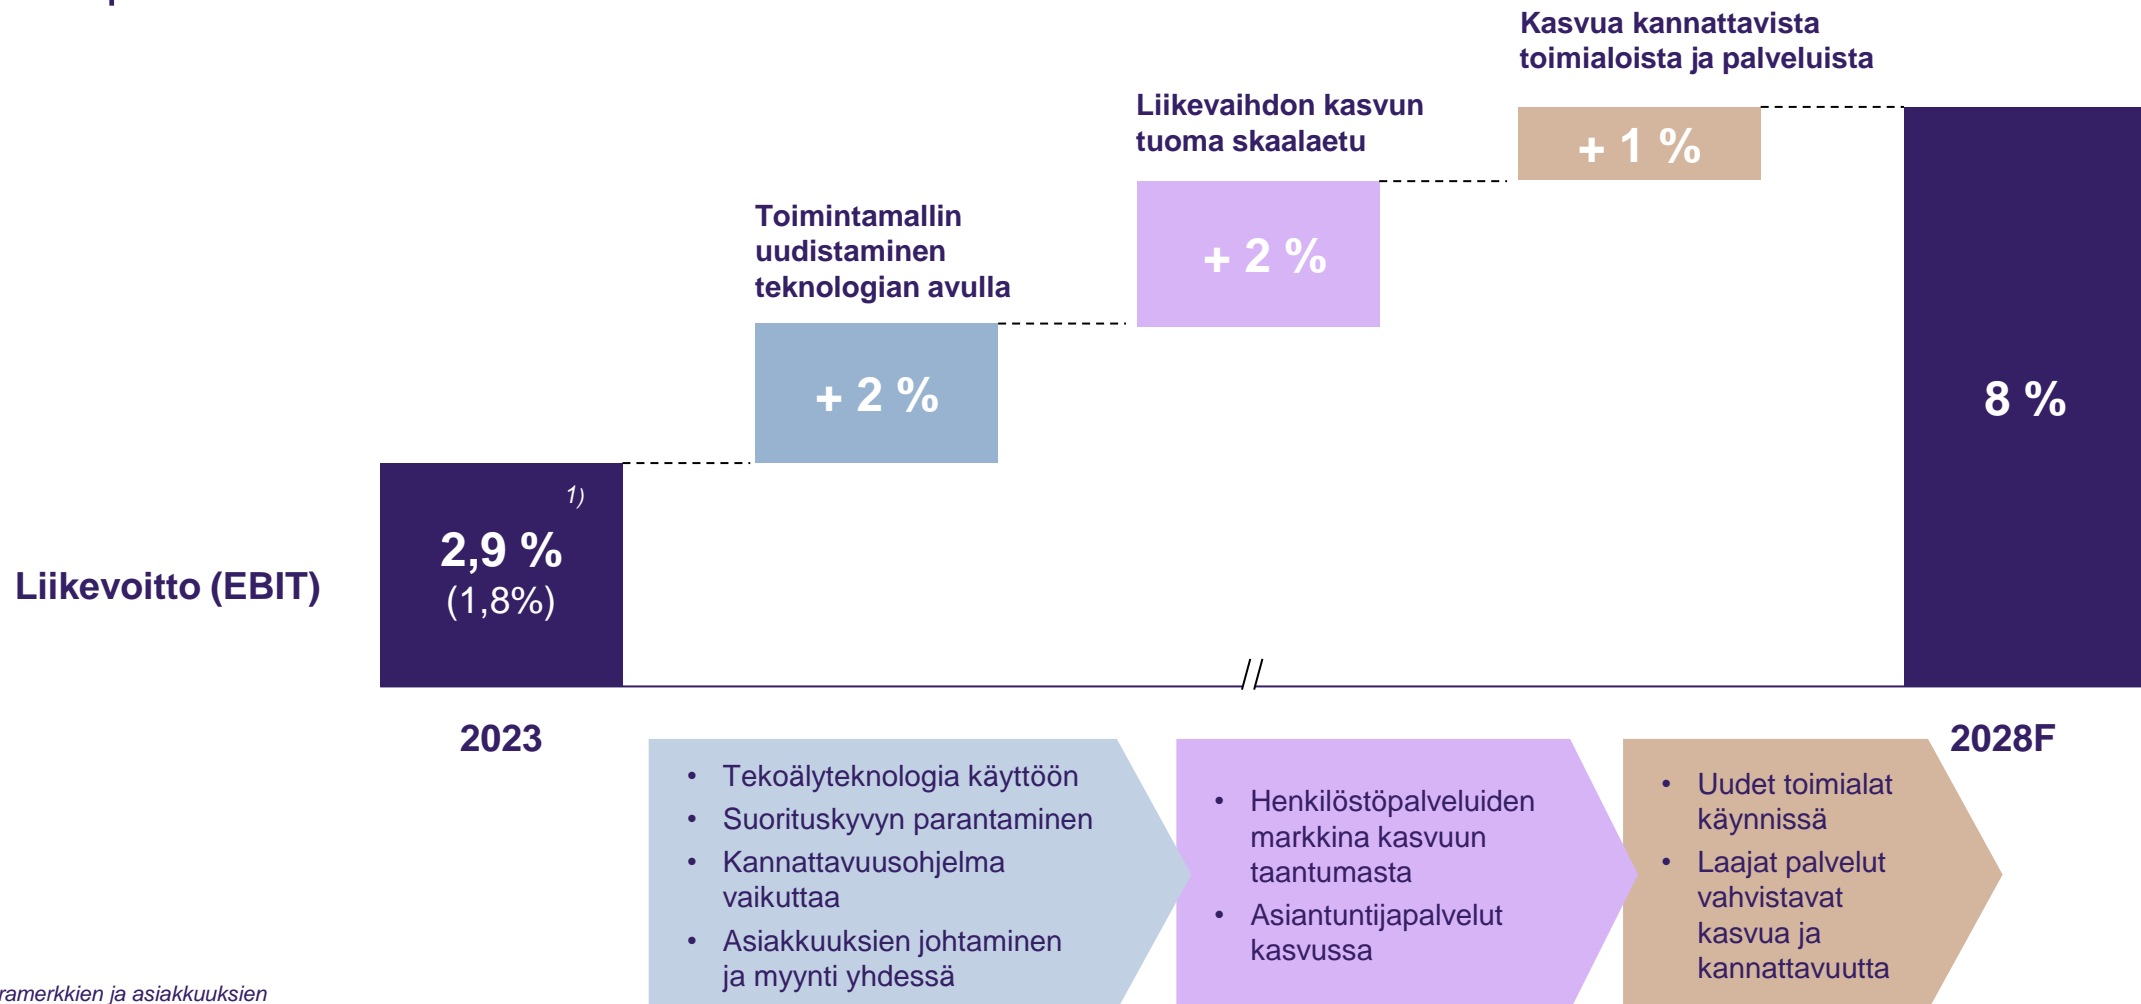 Kasvua kannattavista
toimialoista ja palveluista
Liikevaihdon kasvun
tuoma skaalaetu
+ 1 %
Toimintamallin
uudistaminen
teknologian avulla
+ 2 %
+ 2 %
8 %
1)
2,9 %
(1,8%)
Liikevoitto (EBIT)
2023
2028F
• Tekoälyteknologia käyttöön
• Suorituskyvyn parantaminen
• Kannattavuusohjelma
vaikuttaa
• Asiakkuuksien johtaminen
ja myynti yhdessä
• Henkilöstöpalveluiden
markkina kasvuun
taantumasta
• Asiantuntijapalvelut
kasvussa
• Uudet toimialat
käynnissä
• Laajat palvelut
vahvistavat
kasvua ja
kannattavuutta
ramerkkien ja asiakkuuksien